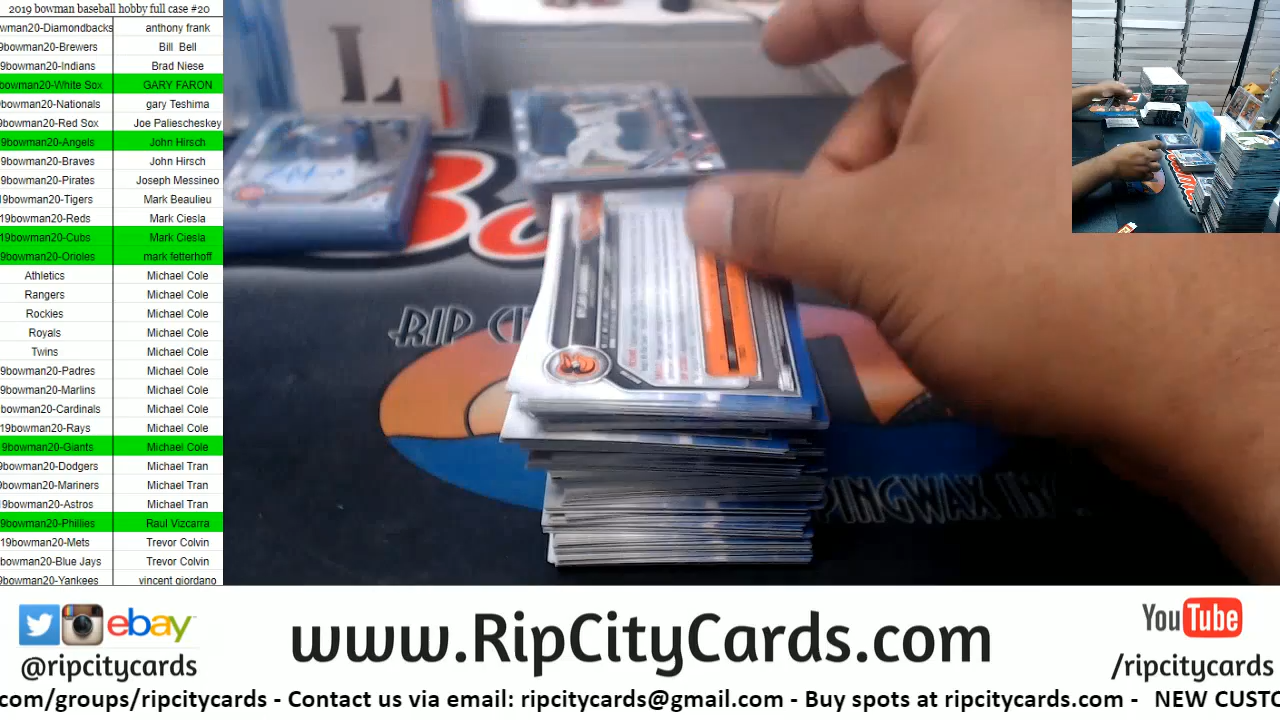 2019 bowman baseball hobby full case #20
wman20-Diamondbacks anthony frank
9bowman20-Brewers Bill Bell
9bowman20-Indians Brad Niese
bowman20-White Sox GARY FARON
bowman20-Nationals gary Teshima
9bowman20-Red Sox Joe Paliescheskey
9bowman20-Angels John Hirsch
9bowman20-Braves John Hirsch
9bowman20-Pirates Joseph Messineo
19bowman20-Tigers Mark Beaulieu
19bowman20-Reds Mark Ciesla
19bowman20-Cubs Mark Ciesla
9bowman20-Orioles mark fetterhoff
Athletics Michael Cole
Rangers Michael Cole
Rockies Michael Cole
Royals Michael Cole
Twins Michael Cole
9bowman20-Padres Michael Cole
9bowman20-Marlins Michael Cole
bowman20-Cardinals Michael Cole
19bowman20-Rays Michael Cole
9bowman20-Giants Michael Cole
9bowman20-Dodgers Michael Tran
9bowman20-Mariners Michael Tran
19bowman20-Astros Michael Tran
9bowman20-Phillies Raul Vizcarra
19bowman20-Mets Trevor Colvin
bowman20-Blue Jays Trevor Colvin
9bowman20-Yankees vincent giordano
L
RIP
PINGWAX IN
ebay
@ripcitycards
www.RipCityCards.com
YouTube
/ripcitycards
com/groups/ripcitycards - Contact us via email: ripcitycards@gmail.com - Buy spots at ripcitycards.com - NEW CUSTO